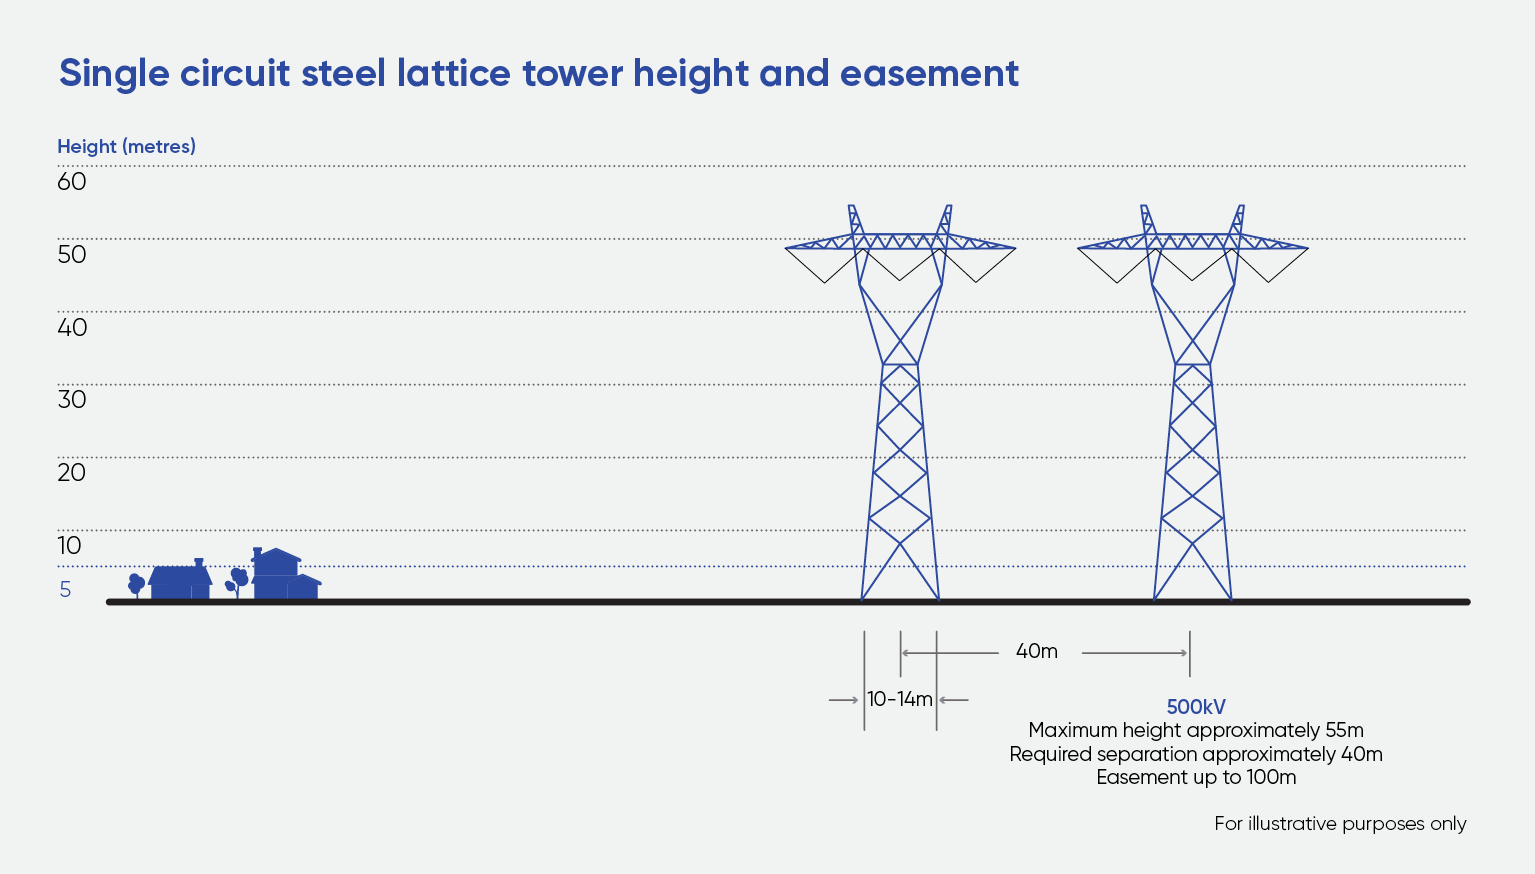 Single circuit steel lattice tower height and easement
Height (metres)
60
50
40
30
20
10
5
40m
10-14m
500kV
Maximum height approximately 55m
Required separation approximately 40m
Easement up to 100m
For illustrative purposes only